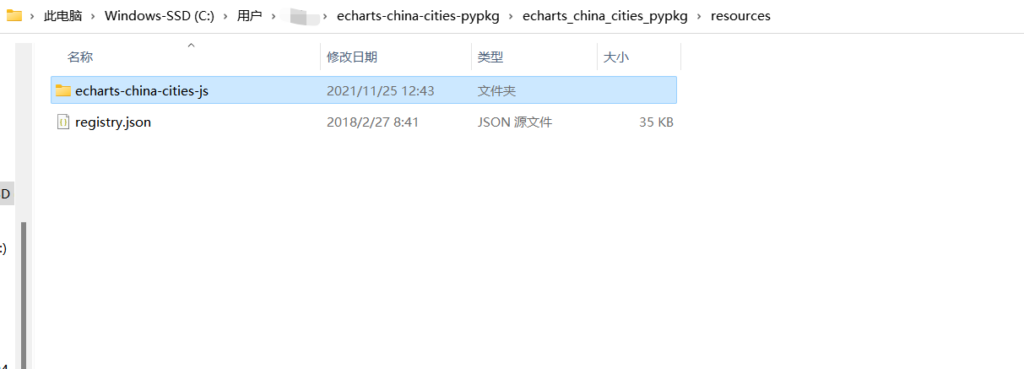 此电脑 › Windows-SSD (C:) › 用户 › › echarts-china-cities-pypkg › echarts_china_cities_pypkg › resources
名称 修改日期 类型 大小
echarts-china-cities-js 2021/11/25 12:43 文件夹
registry.json 2018/2/27 8:41 JSON 源文件 35 KB
D
:)